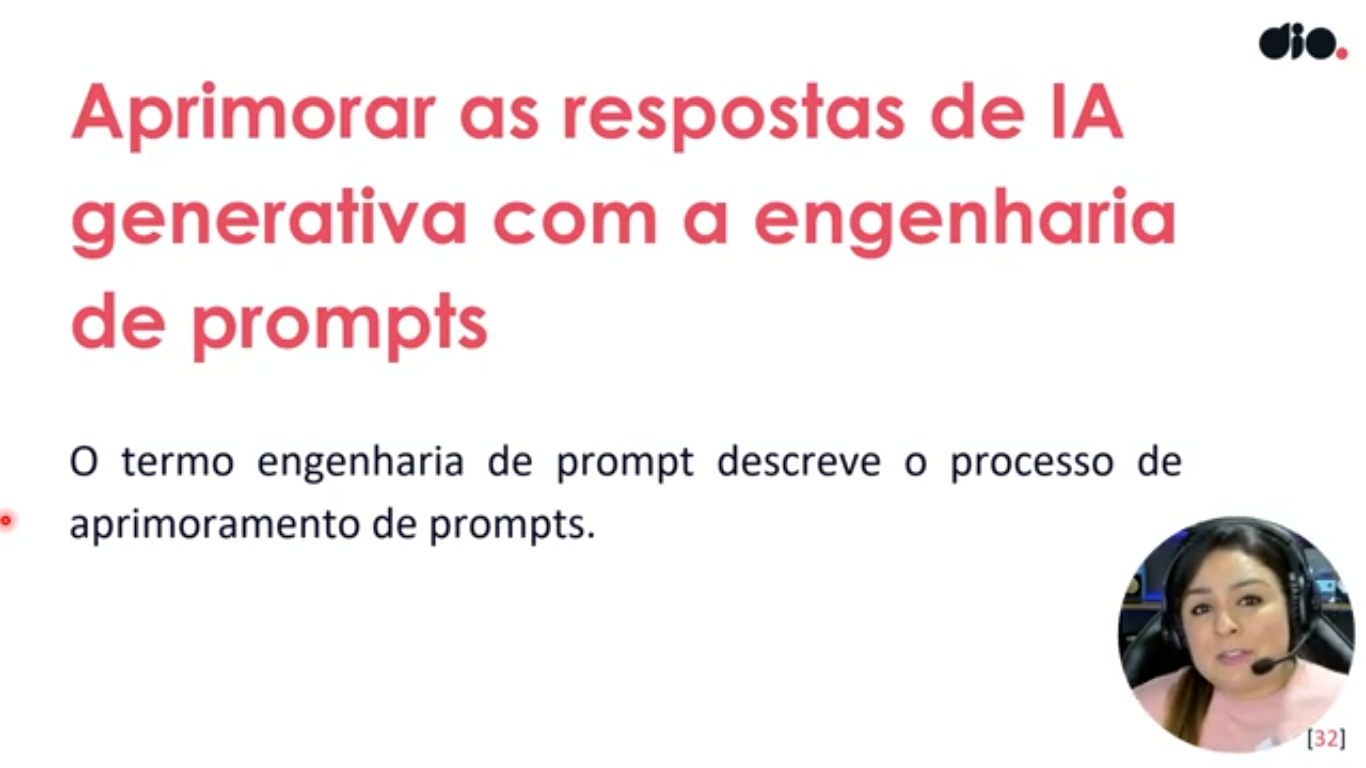 dio.
Aprimorar as respostas de IA
generativa com a engenharia
de prompts
O termo engenharia de prompt descreve o processo de
aprimoramento de prompts.
[32]